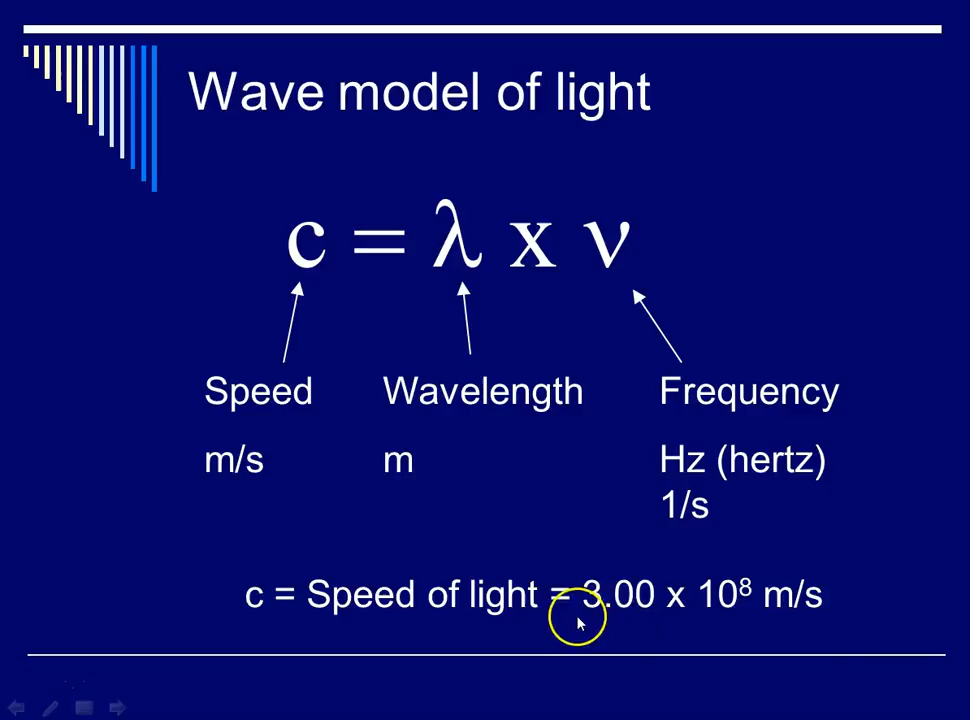 Wave model of light
c = λ x ν
Speed Wavelength Frequency
m/s m Hz (hertz)
1/s
c = Speed of light = 3.00 x 10⁸ m/s